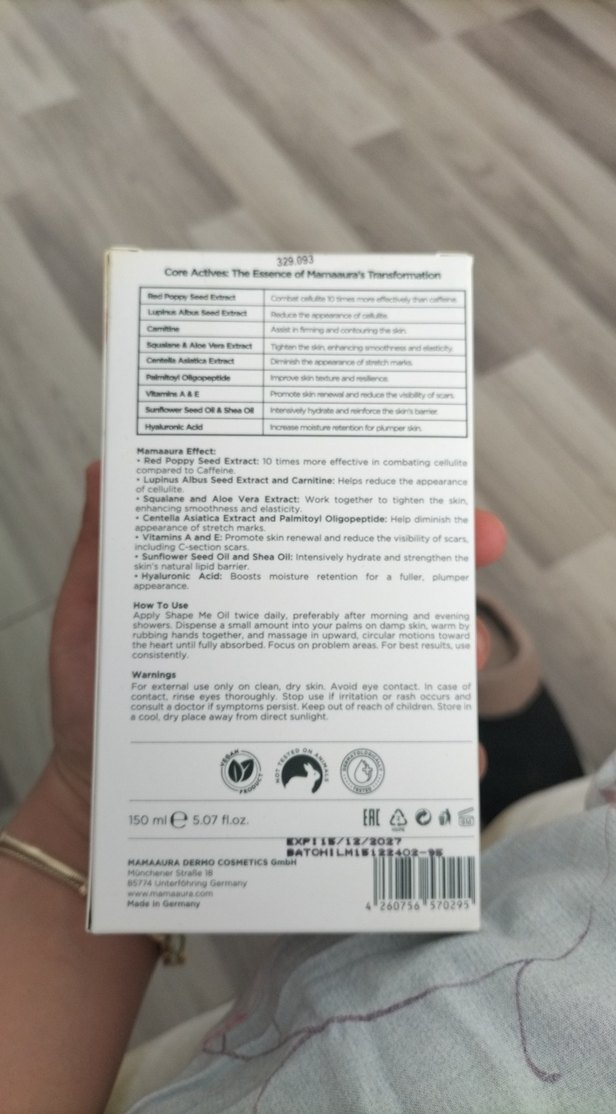 329.093
Core Actives: The Essence of Mamaaura's Transformation
Red Poppy Seed Extract Combat cellulite 10 times more effectively than caffeine.
Lupinus Albus Seed Extract Reduce the appearance of cellulite.
Carnitine Assist in firming and contouring the skin.
Squalane & Aloe Vera Extract Tighten the skin, enhancing smoothness and elasticity.
Centella Asiatica Extract Diminish the appearance of stretch marks.
Palmitoyl Oligopeptide Improve skin texture and resilience.
Vitamins A & E Promote skin renewal and reduce the visibility of scars.
Sunflower Seed Oil & Shea Oil Intensively hydrate and reinforce the skin's barrier.
Hyaluronic Acid Increase moisture retention for plumper skin.
Mamaaura Effect:
• Red Poppy Seed Extract: 10 times more effective in combating cellulite
compared to Caffeine.
• Lupinus Albus Seed Extract and Carnitine: Helps reduce the appearance
of cellulite.
• Squalane and Aloe Vera Extract: Work together to tighten the skin,
enhancing smoothness and elasticity.
• Centella Asiatica Extract and Palmitoyl Oligopeptide: Help diminish the
appearance of stretch marks.
• Vitamins A and E: Promote skin renewal and reduce the visibility of scars,
including C-section scars.
• Sunflower Seed Oil and Shea Oil: Intensively hydrate and strengthen the
skin's natural lipid barrier.
• Hyaluronic Acid: Boosts moisture retention for a fuller, plumper
appearance.
How To Use
Apply Shape Me Oil twice daily, preferably after morning and evening
showers. Dispense a small amount into your palms on damp skin, warm by
rubbing hands together, and massage in upward, circular motions toward
the heart until fully absorbed. Focus on problem areas. For best results, use
consistently.
Warnings
For external use only on clean, dry skin. Avoid eye contact. In case of
contact, rinse eyes thoroughly. Stop use if irritation or rash occurs and
consult a doctor if symptoms persist. Keep out of reach of children. Store in
a cool, dry place away from direct sunlight.
VEGAN PRODUCT
NOT TESTED ON ANIMALS
DERMATOLOGICALLY TESTED
150 ml e 5.07 fl.oz.
EAC
EXP:15/12/2027
BATCH:LM15122402-95
MAMAAURA DERMO COSMETICS GmbH
Münchener Straße 18
85774 Unterföhring Germany
www.mamaaura.com
Made in Germany
4 260756 570295